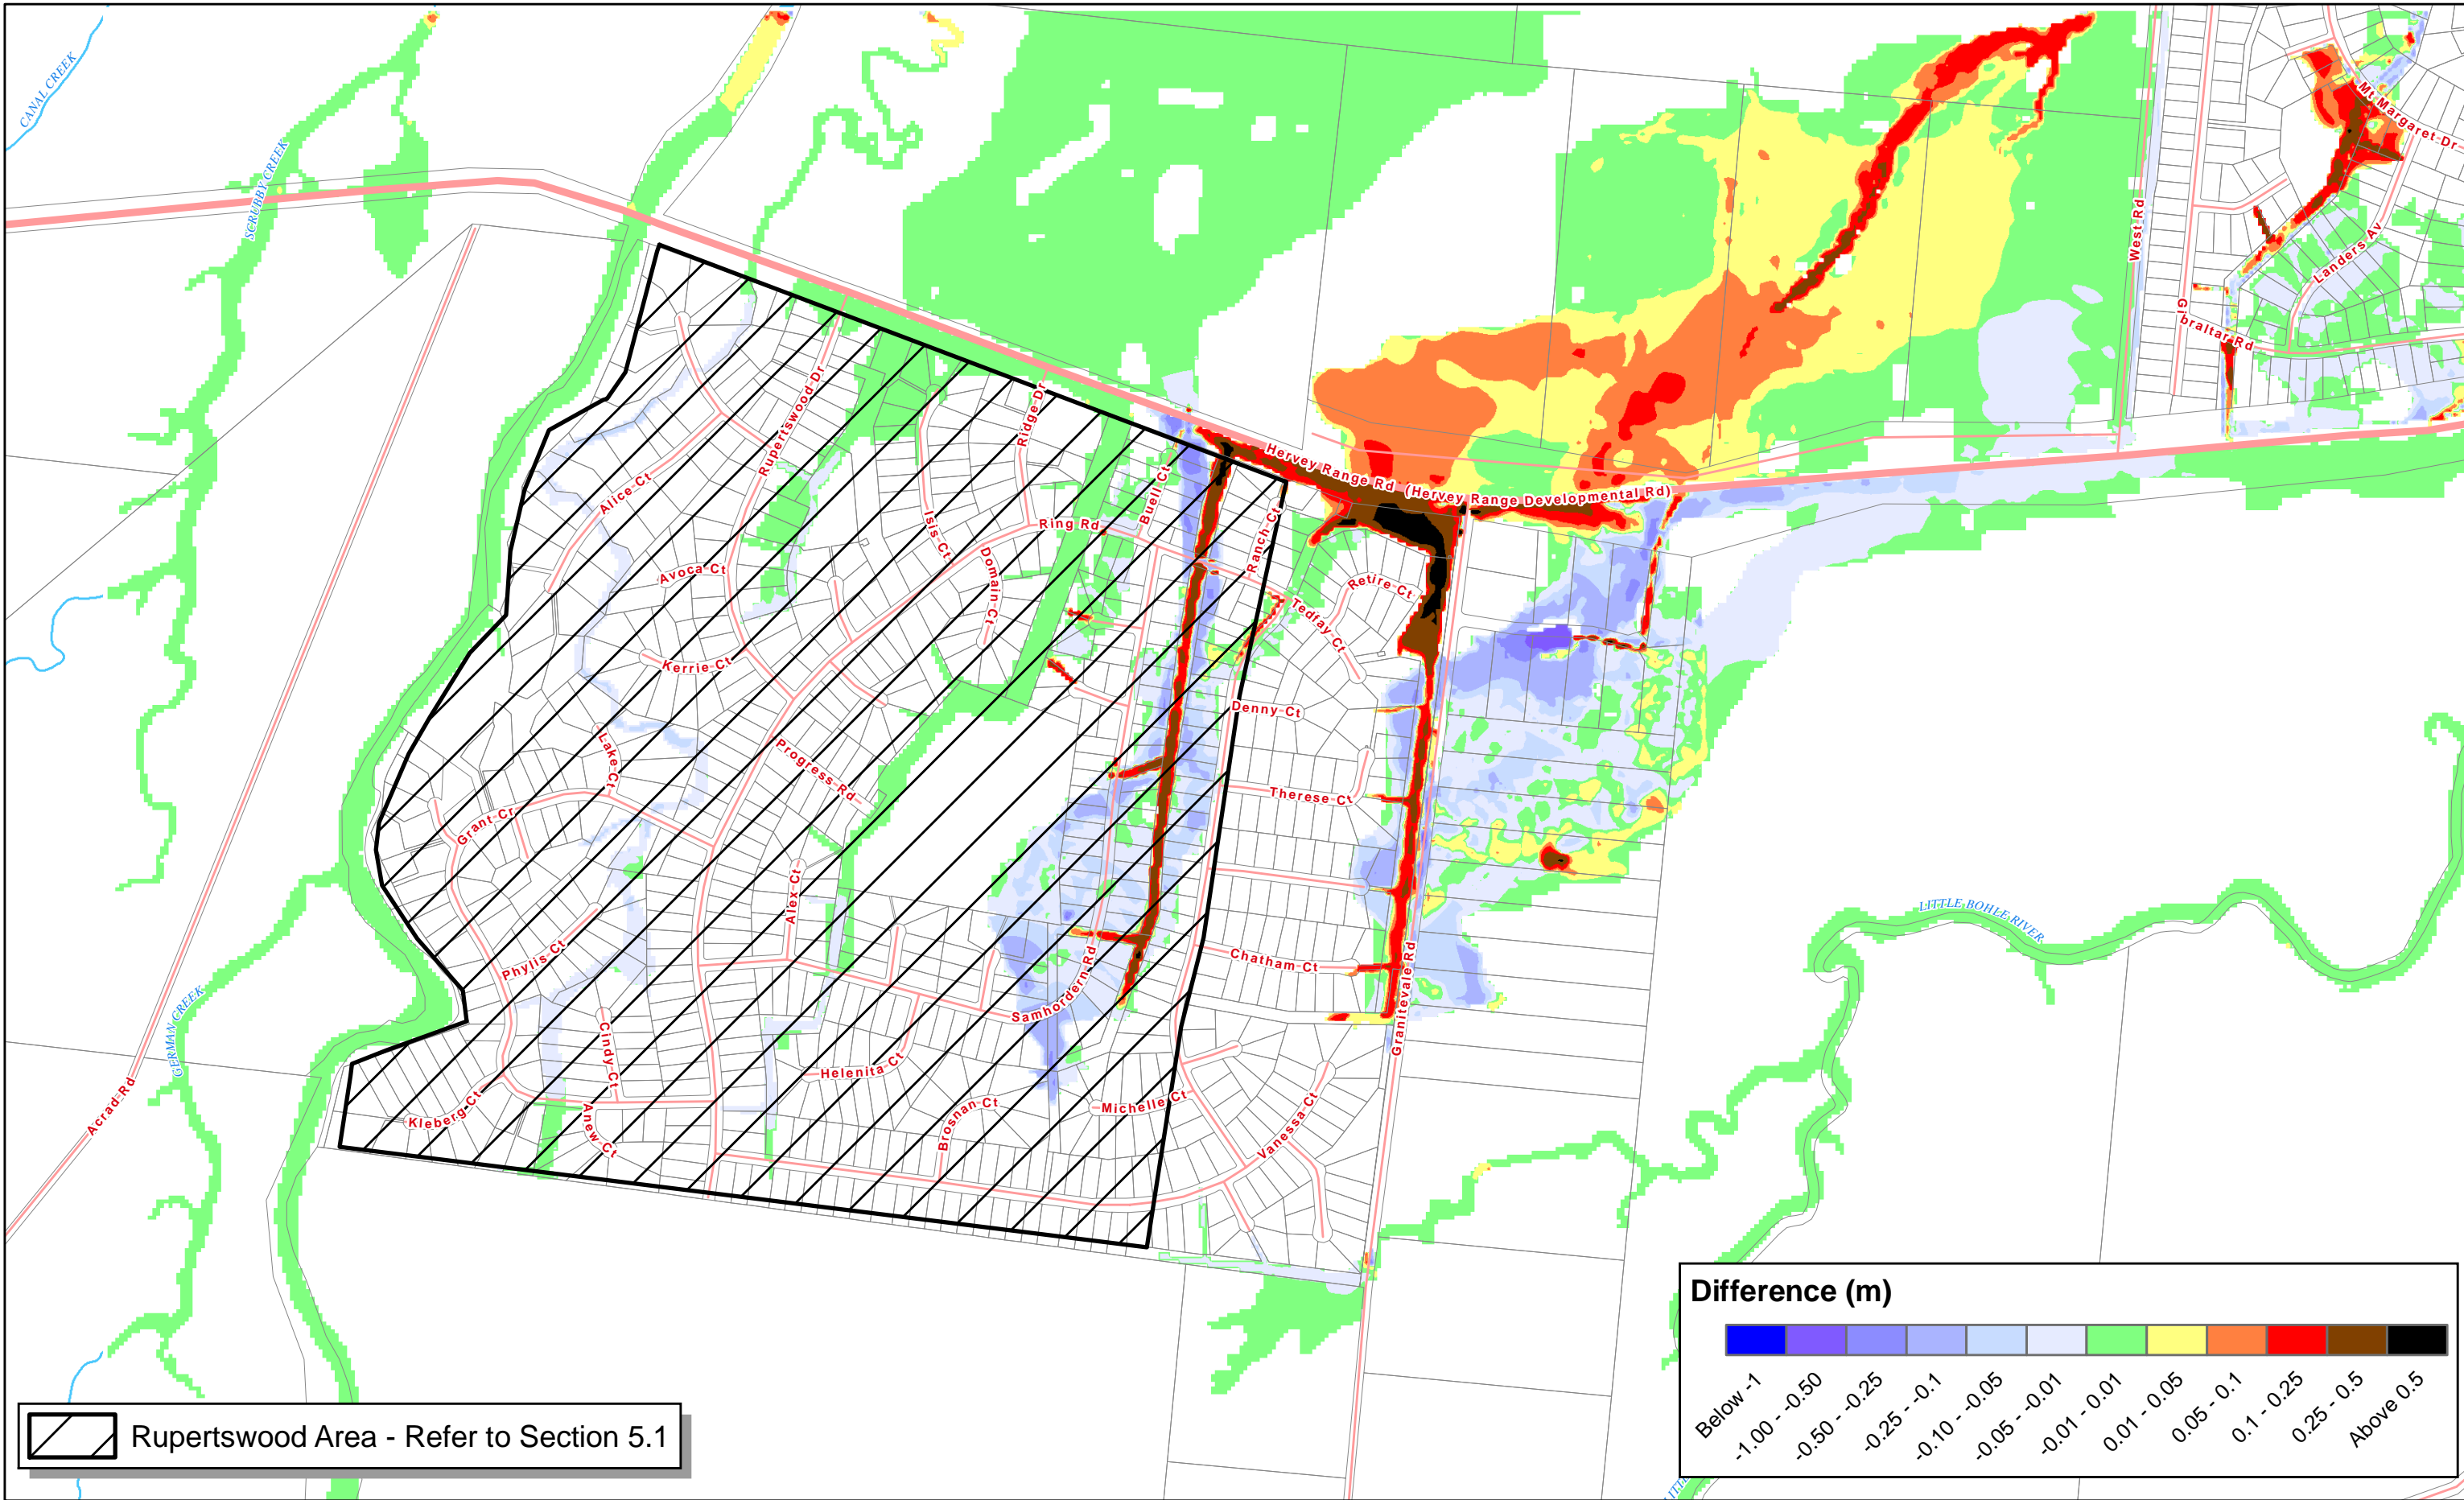 CANAL CREEK
SCRUBBY CREEK
Mt Margaret Dr
West Rd
Landers Av
Gibraltar Rd
Rupertswood Dr
Ridge Dr
Hervey Range Rd (Hervey Range Developmental Rd)
Alice Ct
Buell Ct
Isis Ct
Ring Rd
Ranch Ct
Avoca Ct
Domain Ct
Retire Ct
Tedray Ct
Kerrie Ct
Denny Ct
Lake Ct
Progress Rd
Therese Ct
Grant Cr
Alex Ct
LITTLE BOHLE RIVER
Phylis Ct
Chatham Ct
Samhordern Rd
Granitevale Rd
GERMAN CREEK
Cindy Ct
Helenita Ct
Acrad Rd
Kleberg Ct
Anew Ct
Brosnan Ct
Michelle Ct
Vanessa Ct
Difference (m)
Below -1
-1.00 - -0.50
-0.50 - -0.25
-0.25 - -0.1
-0.10 - -0.05
-0.05 - -0.01
-0.01 - 0.01
0.01 - 0.05
0.05 - 0.1
0.1 - 0.25
0.25 - 0.5
Above 0.5
Rupertswood Area - Refer to Section 5.1